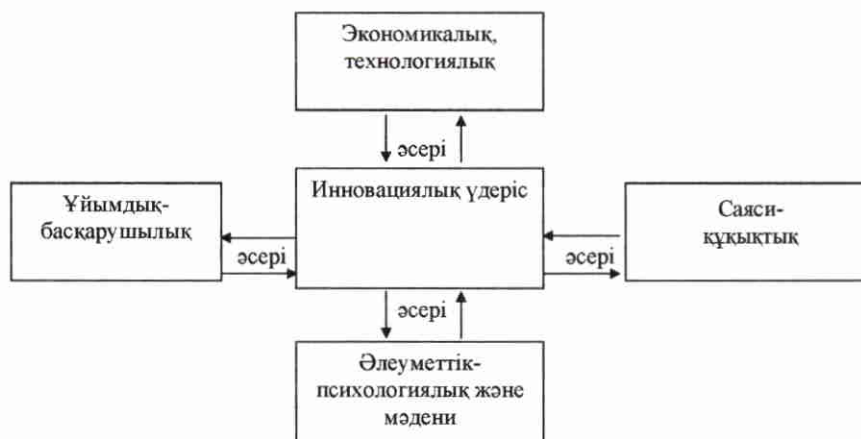 Экономикалық,
технологиялық
әсері
Инновациялық үдеріс
Ұйымдық-
басқарушылық
әсері
Саяси-
құқықтық
әсері
әсері
Әлеуметтік-
психологиялық және
мәдени